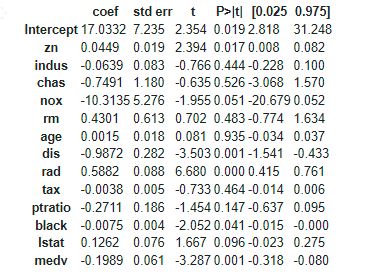 coef std err t P>|t| [0.025 0.975]
Intercept 17.0332 7.235 2.354 0.019 2.818 31.248
zn 0.0449 0.019 2.394 0.017 0.008 0.082
indus -0.0639 0.083 -0.766 0.444 -0.228 0.100
chas -0.7491 1.180 -0.635 0.526 -3.068 1.570
nox -10.3135 5.276 -1.955 0.051 -20.679 0.052
rm 0.4301 0.613 0.702 0.483 -0.774 1.634
age 0.0015 0.018 0.081 0.935 -0.034 0.037
dis -0.9872 0.282 -3.503 0.001 -1.541 -0.433
rad 0.5882 0.088 6.680 0.000 0.415 0.761
tax -0.0038 0.005 -0.733 0.464 -0.014 0.006
ptratio -0.2711 0.186 -1.454 0.147 -0.637 0.095
black -0.0075 0.004 -2.052 0.041 -0.015 -0.000
lstat 0.1262 0.076 1.667 0.096 -0.023 0.275
medv -0.1989 0.061 -3.287 0.001 -0.318 -0.080